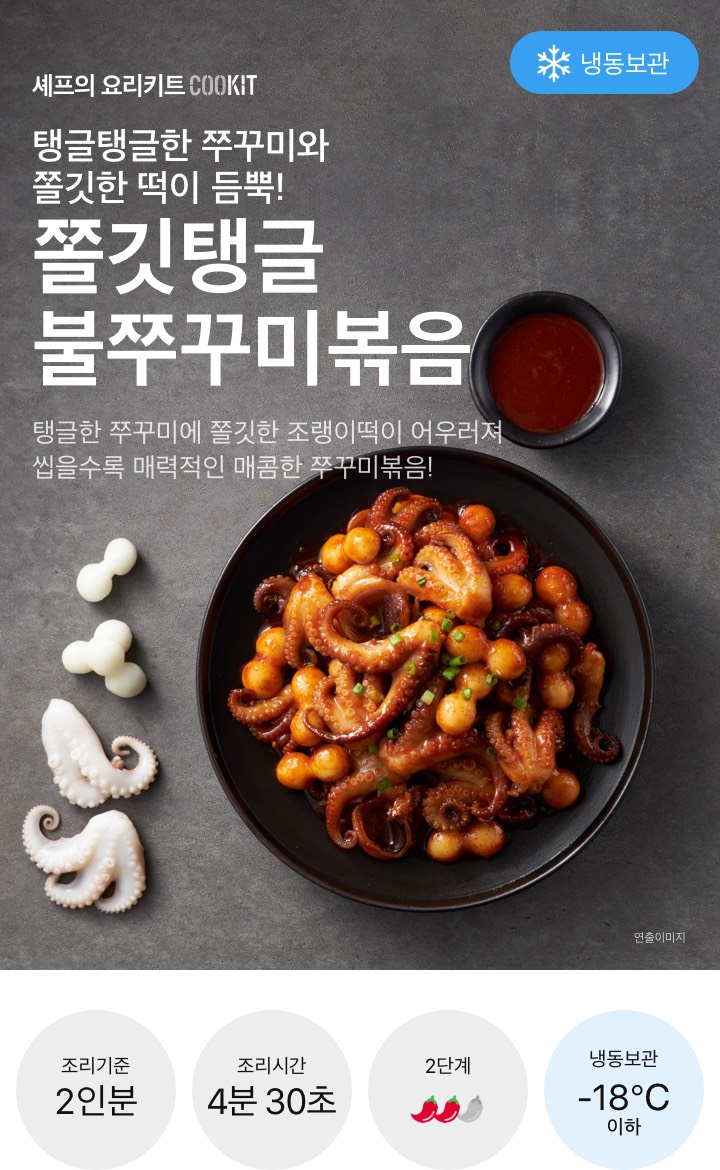 냉동보관
셰프의 요리키트 COOKIT
탱글탱글한 쭈꾸미와
쫄깃한 떡이 듬뿍!
쫄깃탱글
불쭈꾸미볶음
탱글한 쭈꾸미에 쫄깃한 조랭이떡이 어우러져
씹을수록 매력적인 매콤한 쭈꾸미볶음!
연출이미지
조리기준
2인분
조리시간
4분 30초
2단계
냉동보관
-18°C
이하